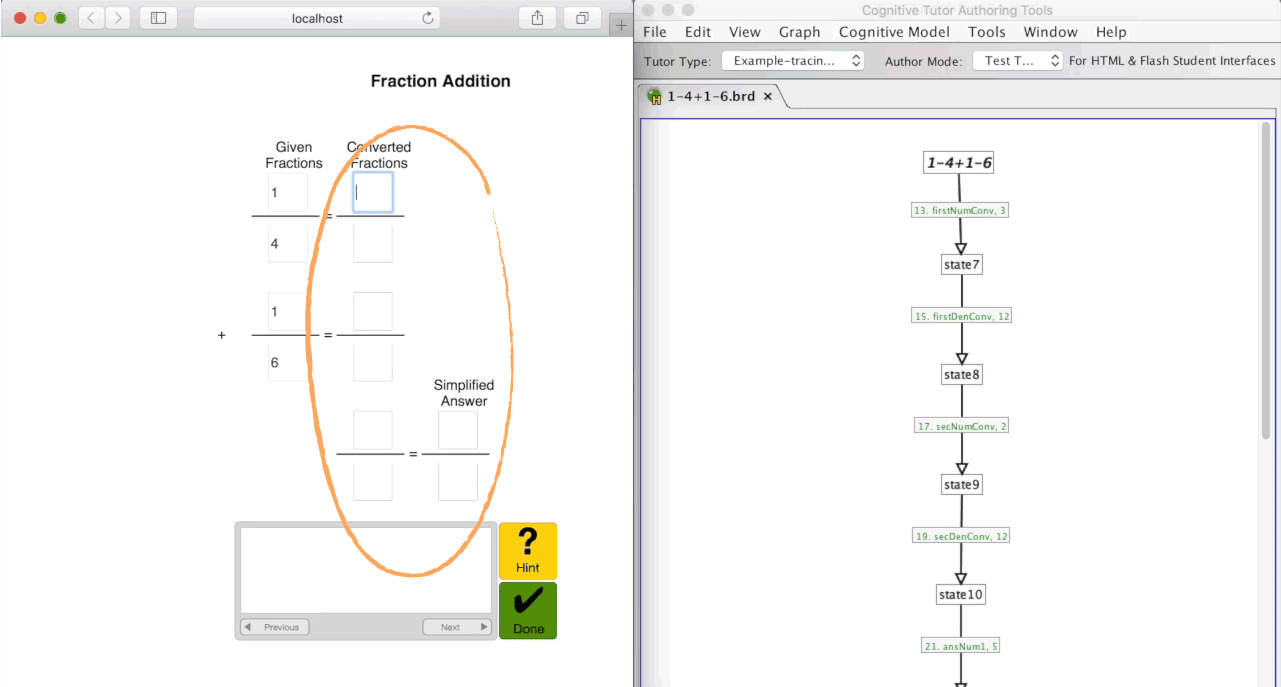 localhost
Fraction Addition
Given
Fractions
Converted
Fractions
1
=
4
1
+
=
6
Simplified
Answer
=
?
Hint
Previous
Next
Done
Cognitive Tutor Authoring Tools
File Edit View Graph Cognitive Model Tools Window Help
Tutor Type: Example-tracin... Author Mode: Test T... For HTML & Flash Student Interfaces
1-4+1-6.brd ×
1-4+1-6
13. firstNumConv, 3
state7
15. firstDenConv, 12
state8
17. secNumConv, 2
state9
19. secDenConv, 12
state10
21. ansNum1, 5